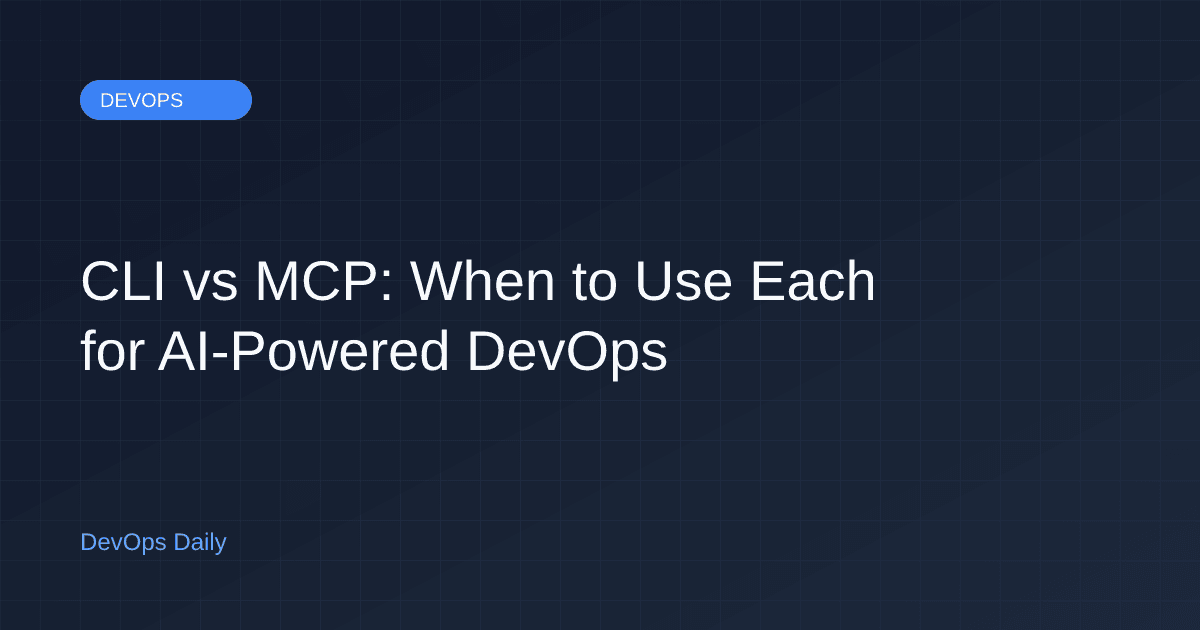 DEVOPS
CLI vs MCP: When to Use Each
for AI-Powered DevOps
DevOps Daily